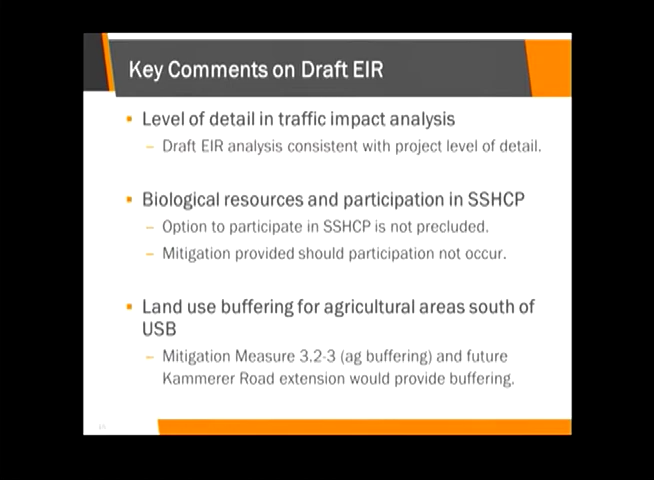 Key Comments on Draft EIR
▪ Level of detail in traffic impact analysis
– Draft EIR analysis consistent with project level of detail.
▪ Biological resources and participation in SSHCP
– Option to participate in SSHCP is not precluded.
– Mitigation provided should participation not occur.
▪ Land use buffering for agricultural areas south of
USB
– Mitigation Measure 3.2-3 (ag buffering) and future
Kammerer Road extension would provide buffering.